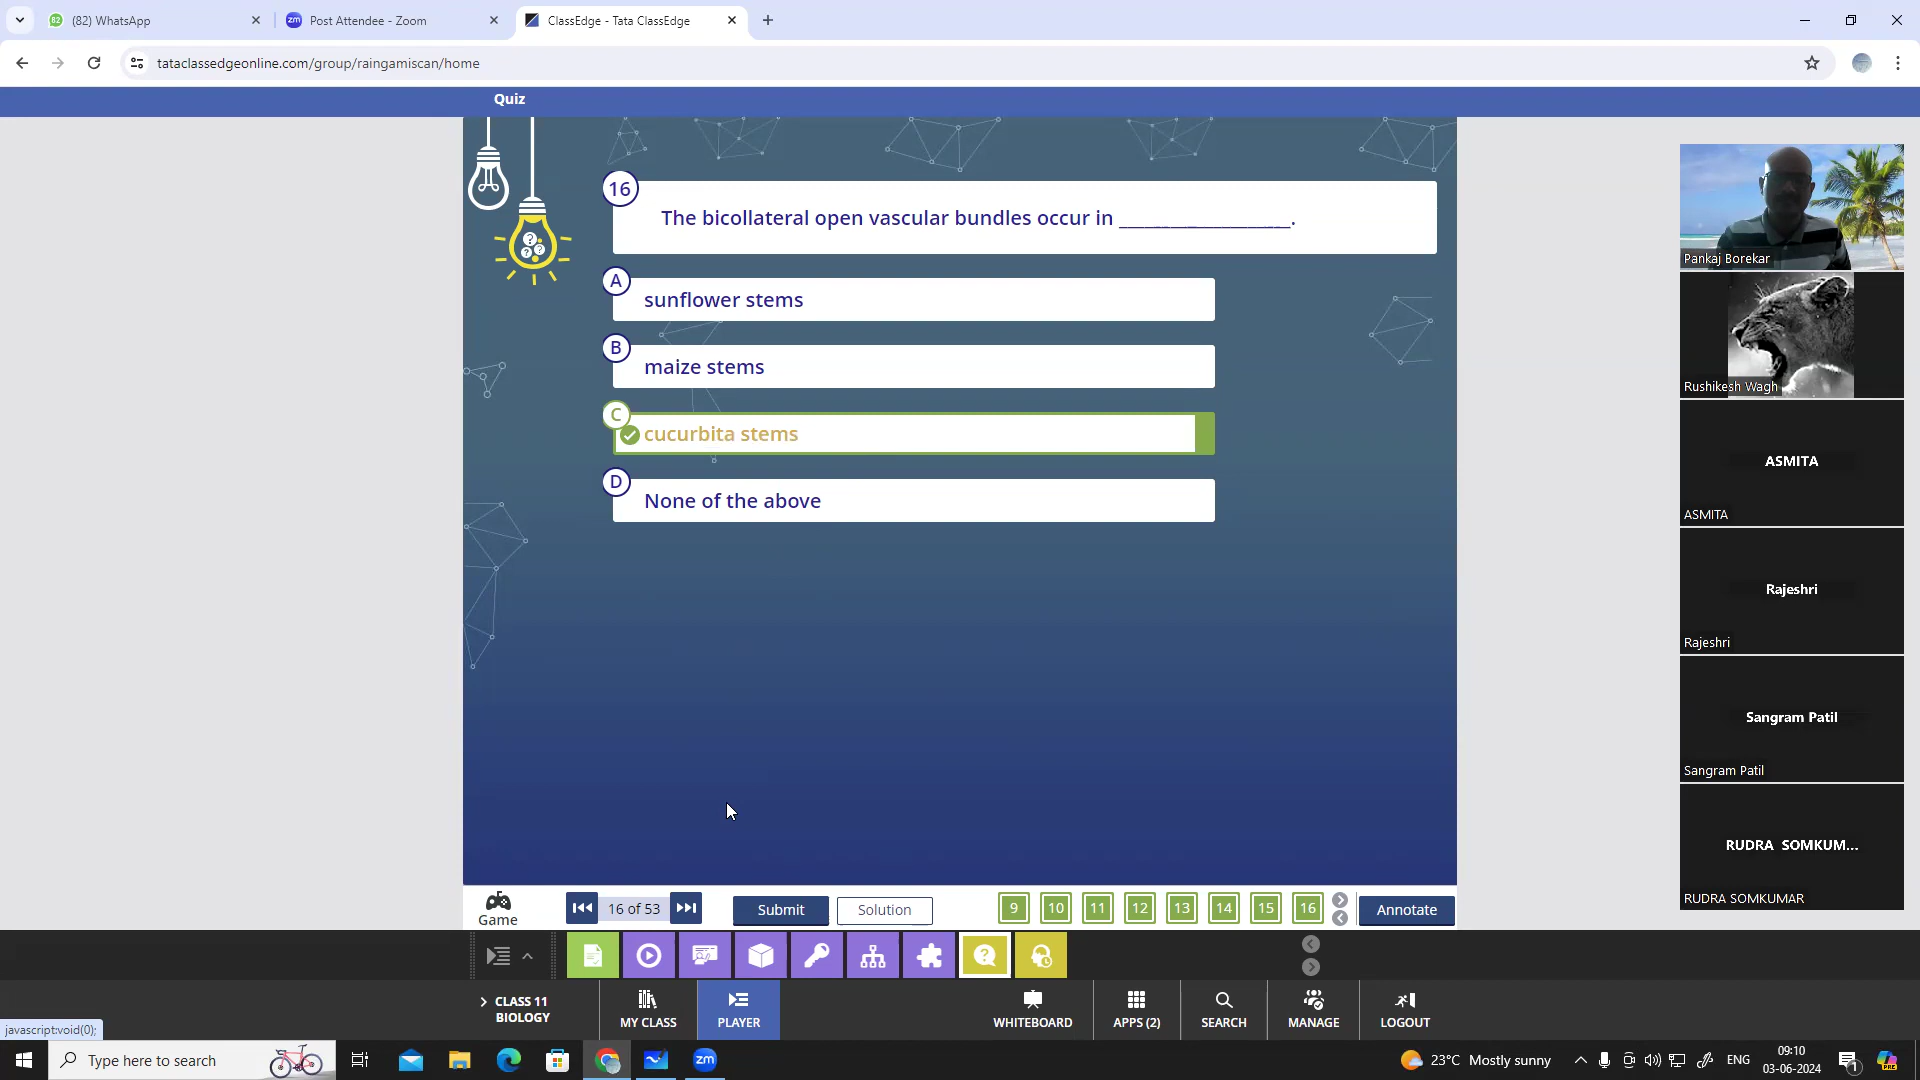 (82) WhatsApp
Post Attendee - Zoom
ClassEdge - Tata ClassEdge
tataclassedgeonline.com/group/raingamiscan/home
Quiz
16
The bicollateral open vascular bundles occur in __________________.
A
sunflower stems
B
maize stems
C
cucurbita stems
D
None of the above
Pankaj Borekar
Rushikesh Wagh
ASMITA
ASMITA
Rajeshri
Rajeshri
Sangram Patil
Sangram Patil
RUDRA SOMKUM...
RUDRA SOMKUMAR
Game
16 of 53
Submit
Solution
9 10 11 12 13 14 15 16
Annotate
CLASS 11
BIOLOGY
MY CLASS
PLAYER
WHITEBOARD
APPS (2)
SEARCH
MANAGE
LOGOUT
javascript:void(0);
Type here to search
zm
23°C Mostly sunny
ENG
09:10
03-06-2024
1